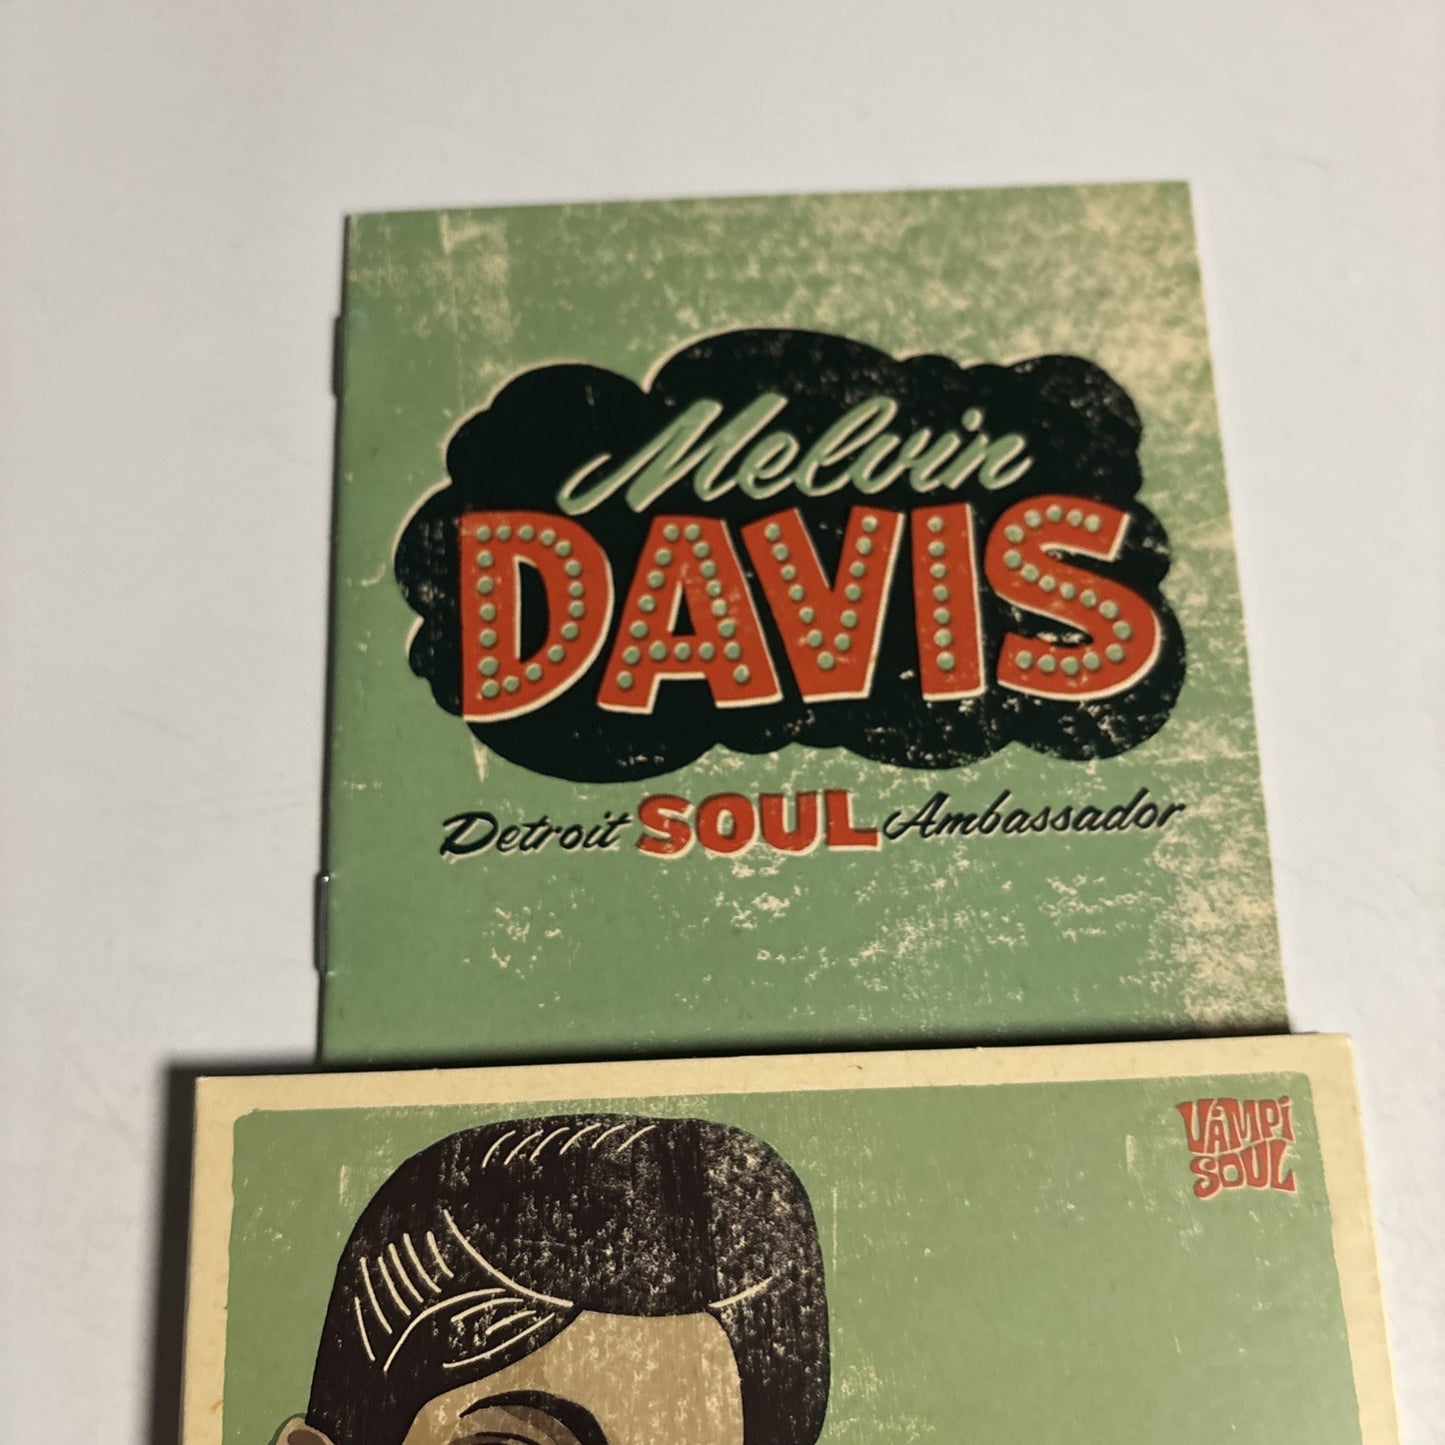 Melvin
DAVIS
Detroit SOUL Ambassador
VAMPI
SOUL